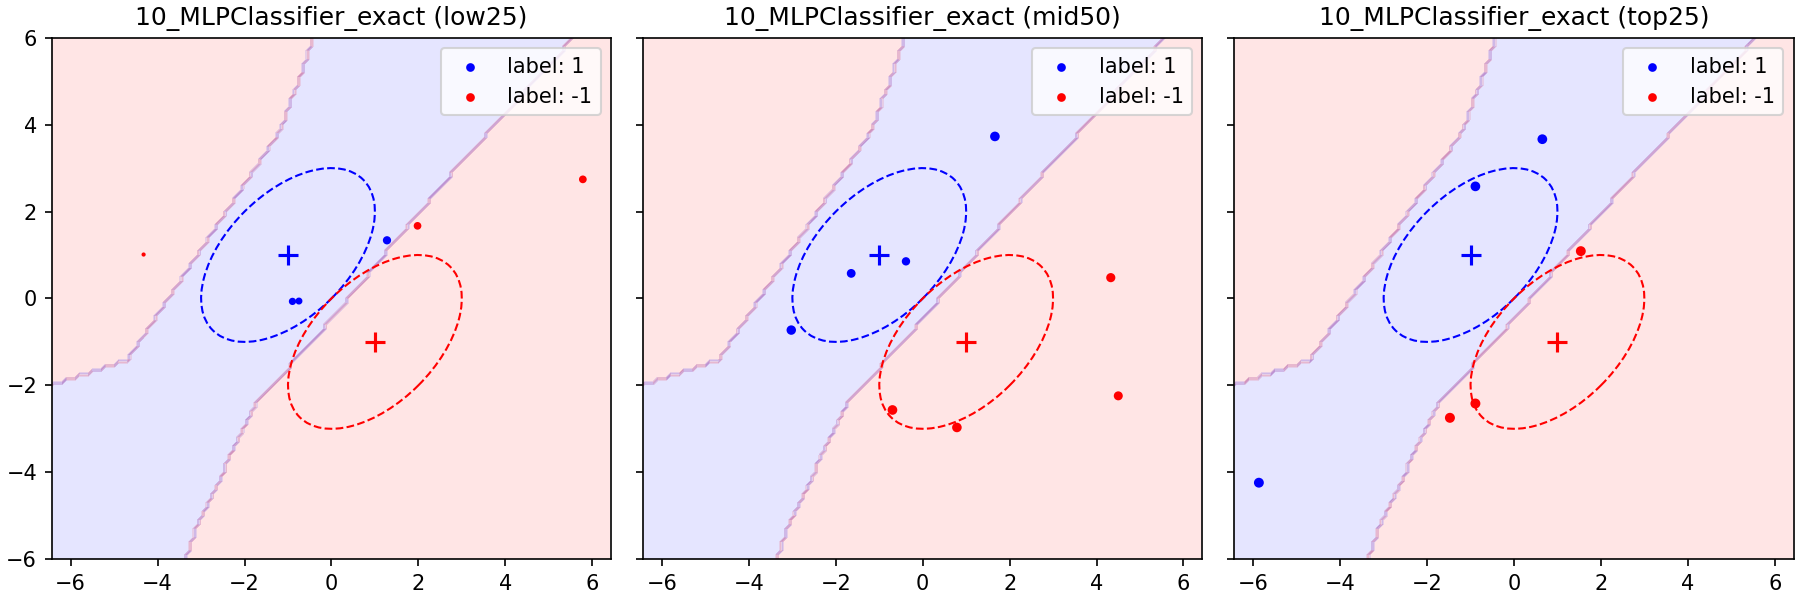 10_MLPClassifier_exact (low25)
10_MLPClassifier_exact (mid50)
10_MLPClassifier_exact (top25)
label: 1
label: -1
label: 1
label: -1
label: 1
label: -1
6
4
2
0
−2
−4
−6
−6 −4 −2 0 2 4 6
−6 −4 −2 0 2 4 6
−6 −4 −2 0 2 4 6